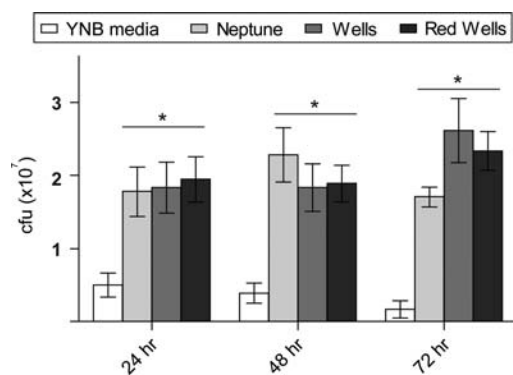 YNB media Neptune Wells Red Wells
* * *
3
2
1
cfu (x10⁷)
24 hr 48 hr 72 hr